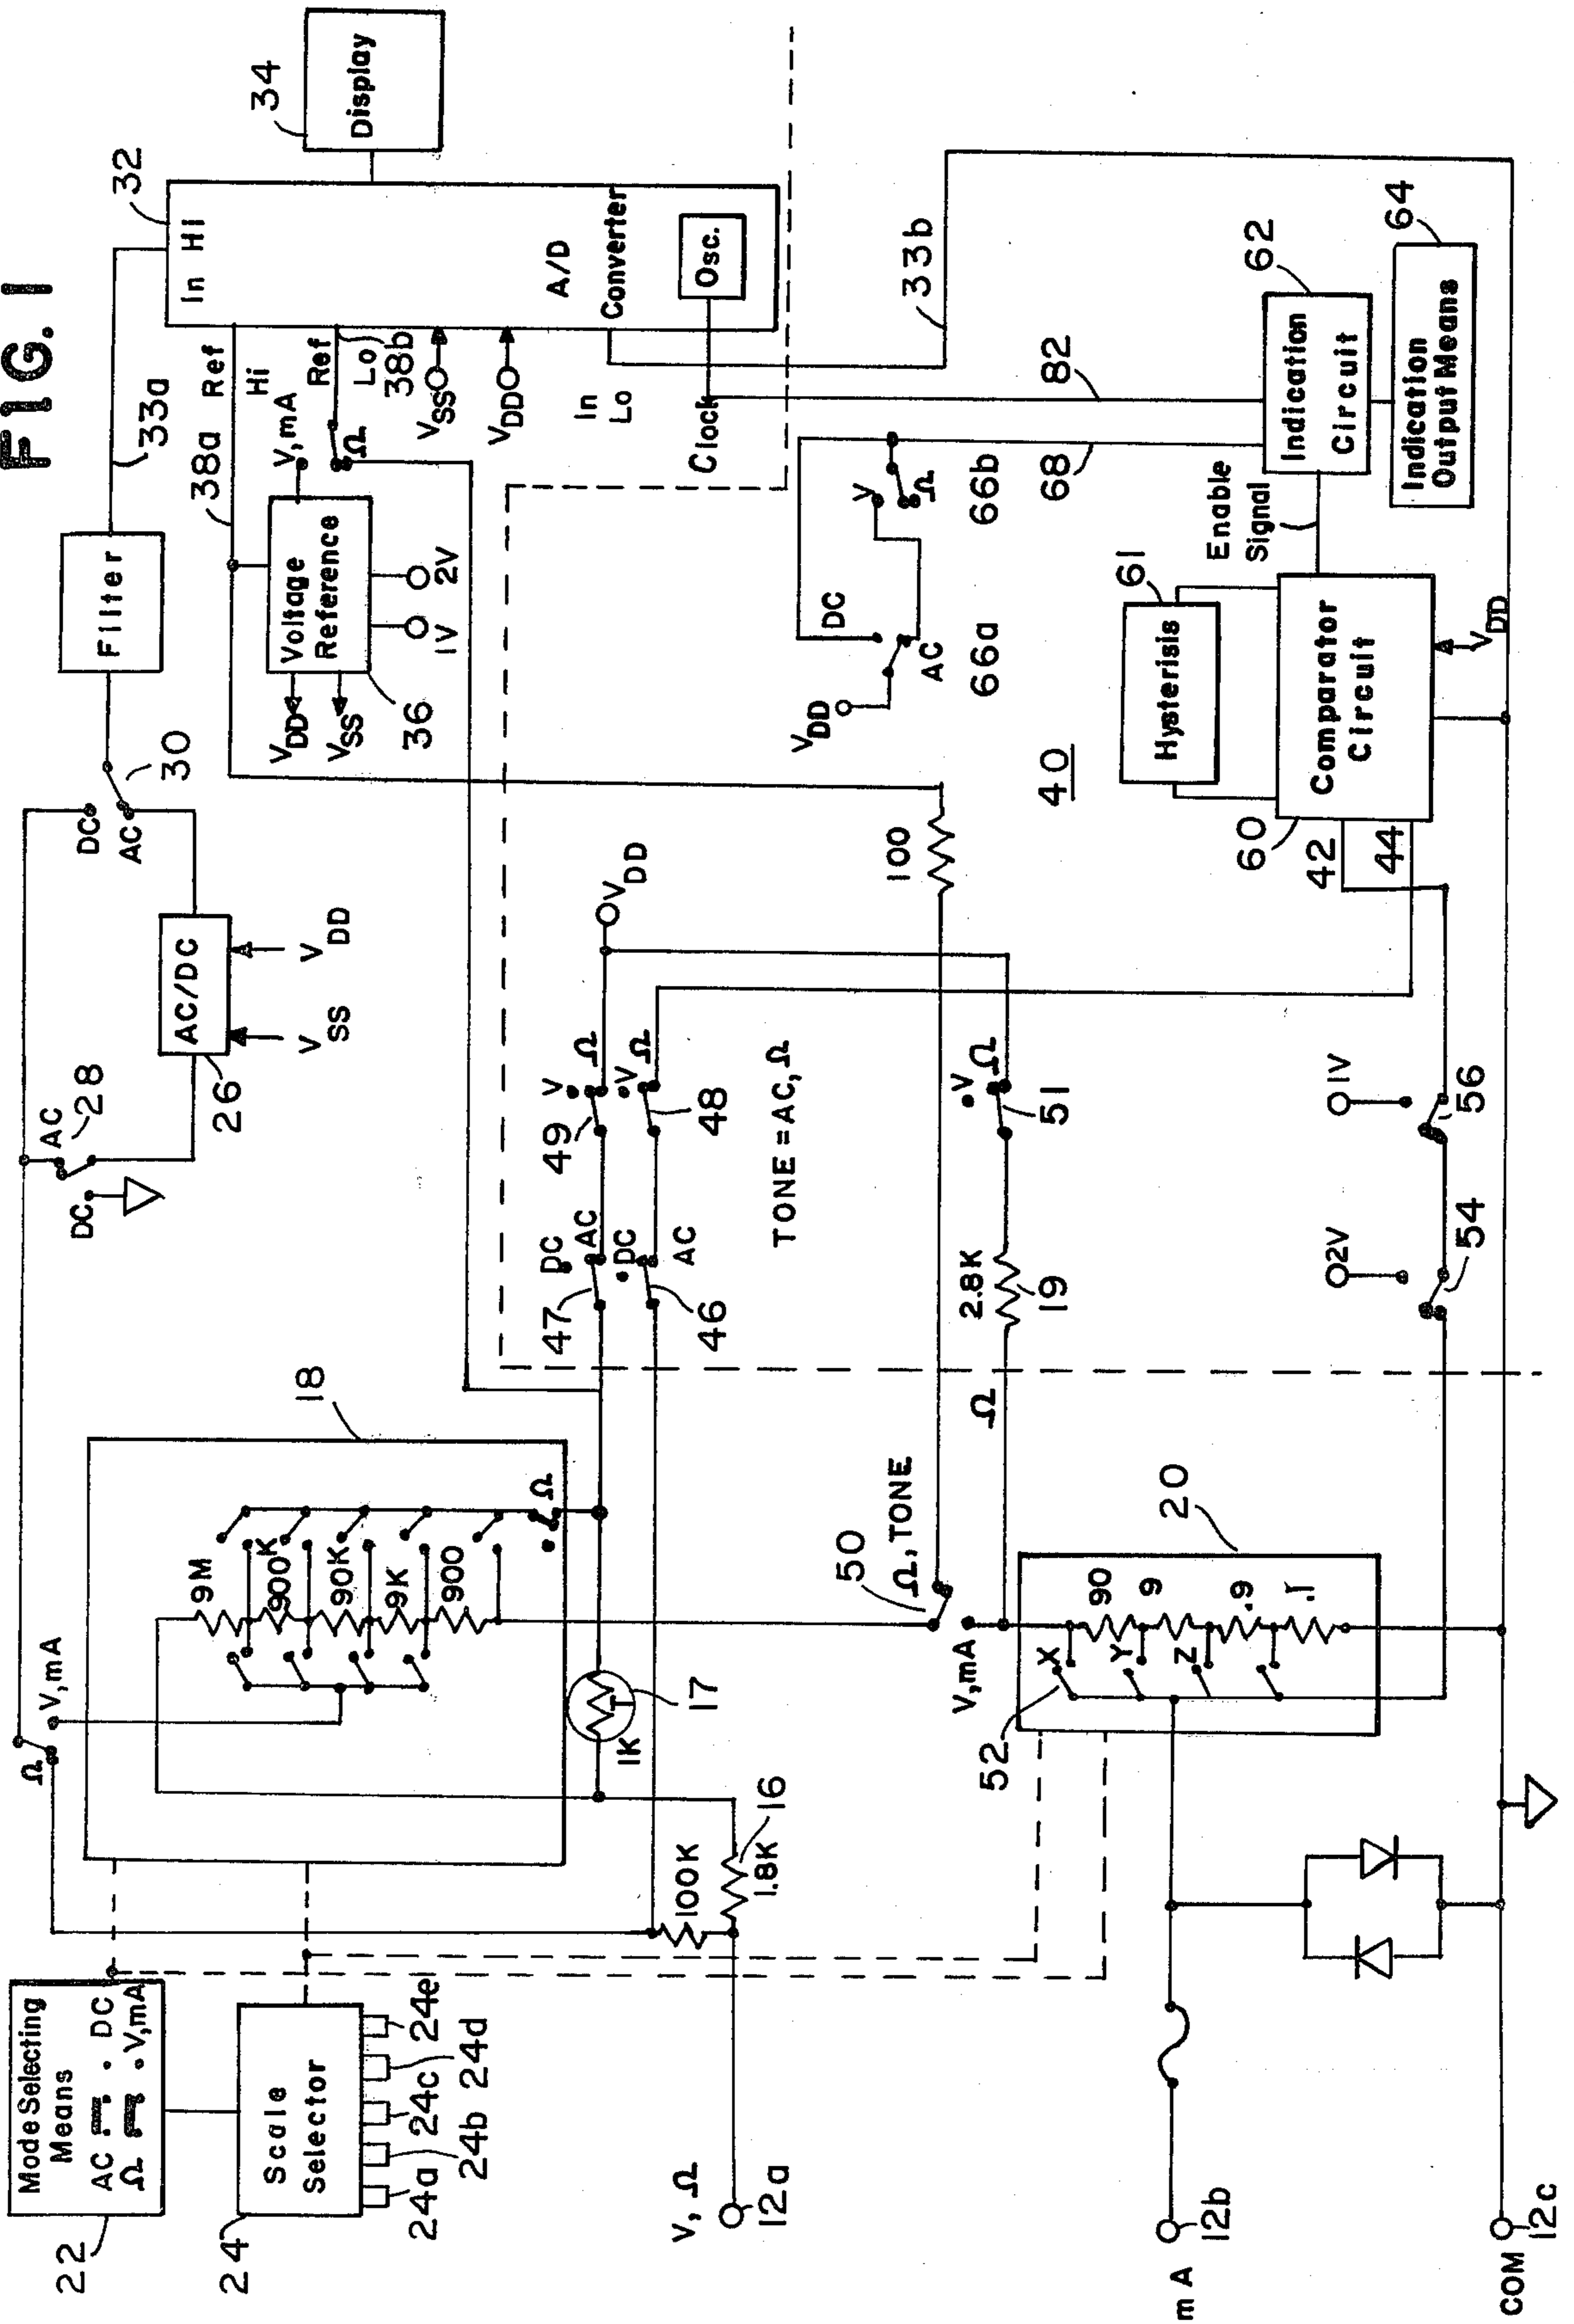 FIG. 1
Mode Selecting
Means
AC . DC
Ω . V,mA
22
Scale
Selector
24
24a
24b
24c
24d
24e
Ω
V,mA
18
9M
900K
90K
9K
900
Ω
1K
T
17
100K
1.8K
16
V, Ω
12a
mA
12b
COM
12c
DC
AC
28
AC/DC
26
VSS
VDD
DC
AC
30
Filter
33a
In Hi
32
A/D
Converter
Osc.
Display
34
38a
Ref
Hi
Ref
Lo
38b
V,mA
Ω
Voltage
Reference
36
VDD
VSS
1V
2V
VSS
VDD
In
Lo
Clock
33b
47
DC
AC
49
V
Ω
VDD
46
DC
AC
48
V
Ω
TONE = AC, Ω
100
50
Ω, TONE
V,mA
Ω
2.8K
19
V
Ω
51
20
52
X
Y
Z
90
9
.9
.1
2V
54
1V
56
40
VDD
DC
AC
66a
V
Ω
66b
68
82
Hysterisis
61
Comparator
Circuit
60
42
44
VDD
Enable
Signal
Indication
Circuit
62
Indication
Output Means
64